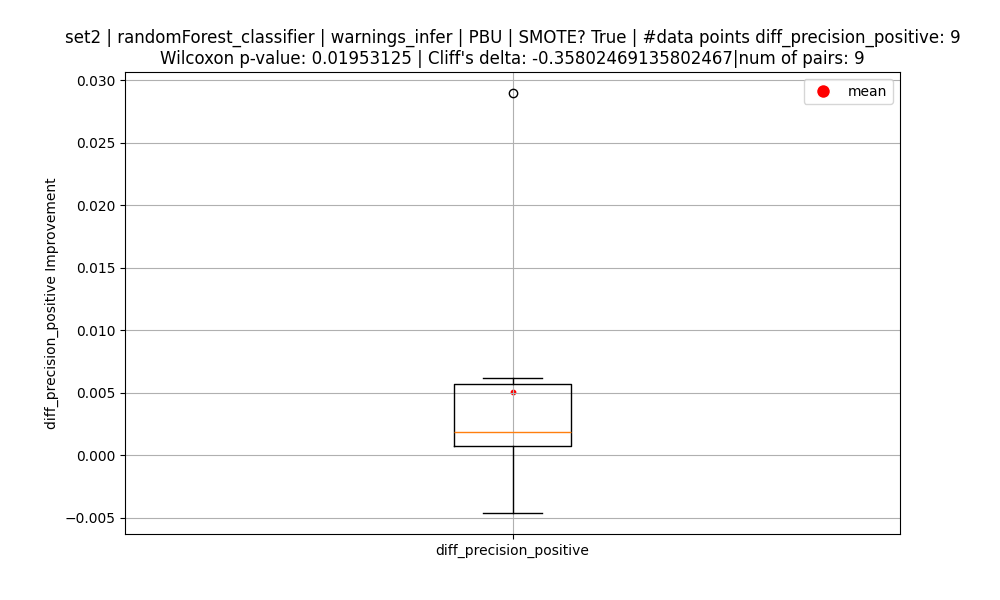 set2 | randomForest_classifier | warnings_infer | PBU | SMOTE? True | #data points diff_precision_positive: 9
Wilcoxon p-value: 0.01953125 | Cliff's delta: -0.35802469135802467|num of pairs: 9
mean
0.030
0.025
0.020
0.015
0.010
0.005
0.000
−0.005
diff_precision_positive Improvement
diff_precision_positive